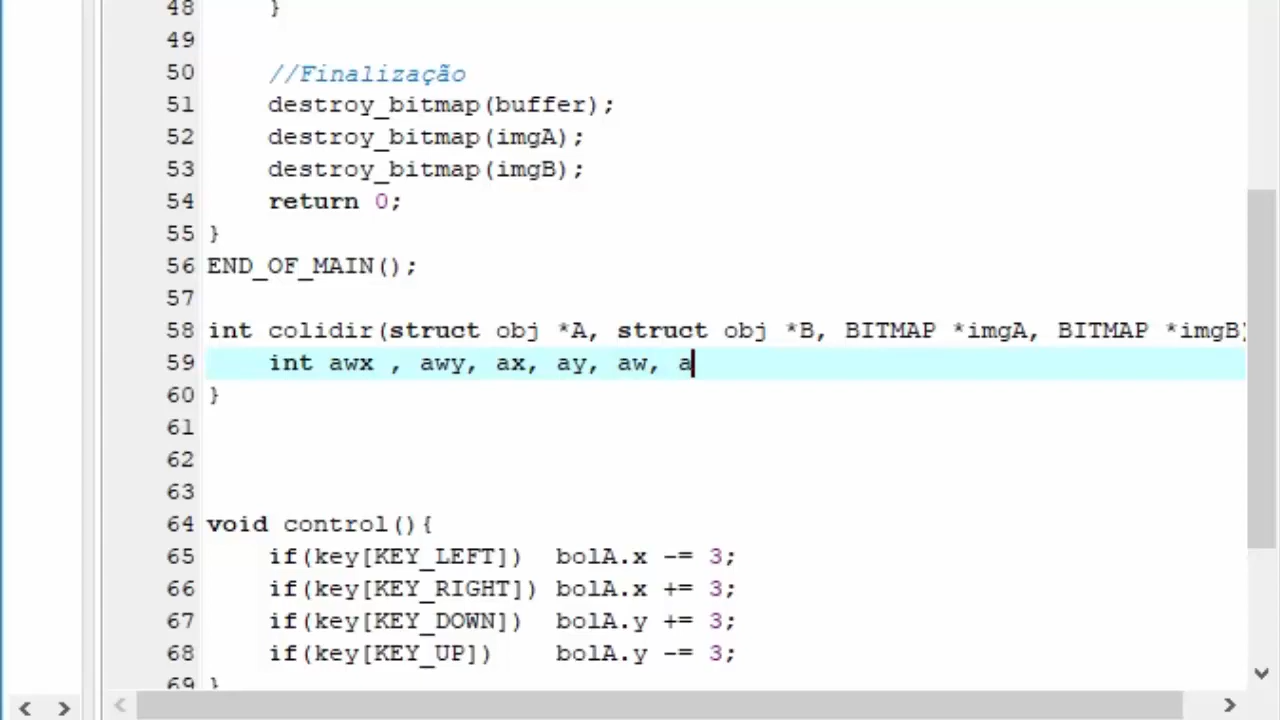 48 }
49
50 //Finalização
51 destroy_bitmap(buffer);
52 destroy_bitmap(imgA);
53 destroy_bitmap(imgB);
54 return 0;
55 }
56 END_OF_MAIN();
57
58 int colidir(struct obj *A, struct obj *B, BITMAP *imgA, BITMAP *imgB)
59 int awx , awy, ax, ay, aw, a
60 }
61
62
63
64 void control(){
65 if(key[KEY_LEFT]) bolA.x -= 3;
66 if(key[KEY_RIGHT]) bolA.x += 3;
67 if(key[KEY_DOWN]) bolA.y += 3;
68 if(key[KEY_UP]) bolA.y -= 3;
69 }